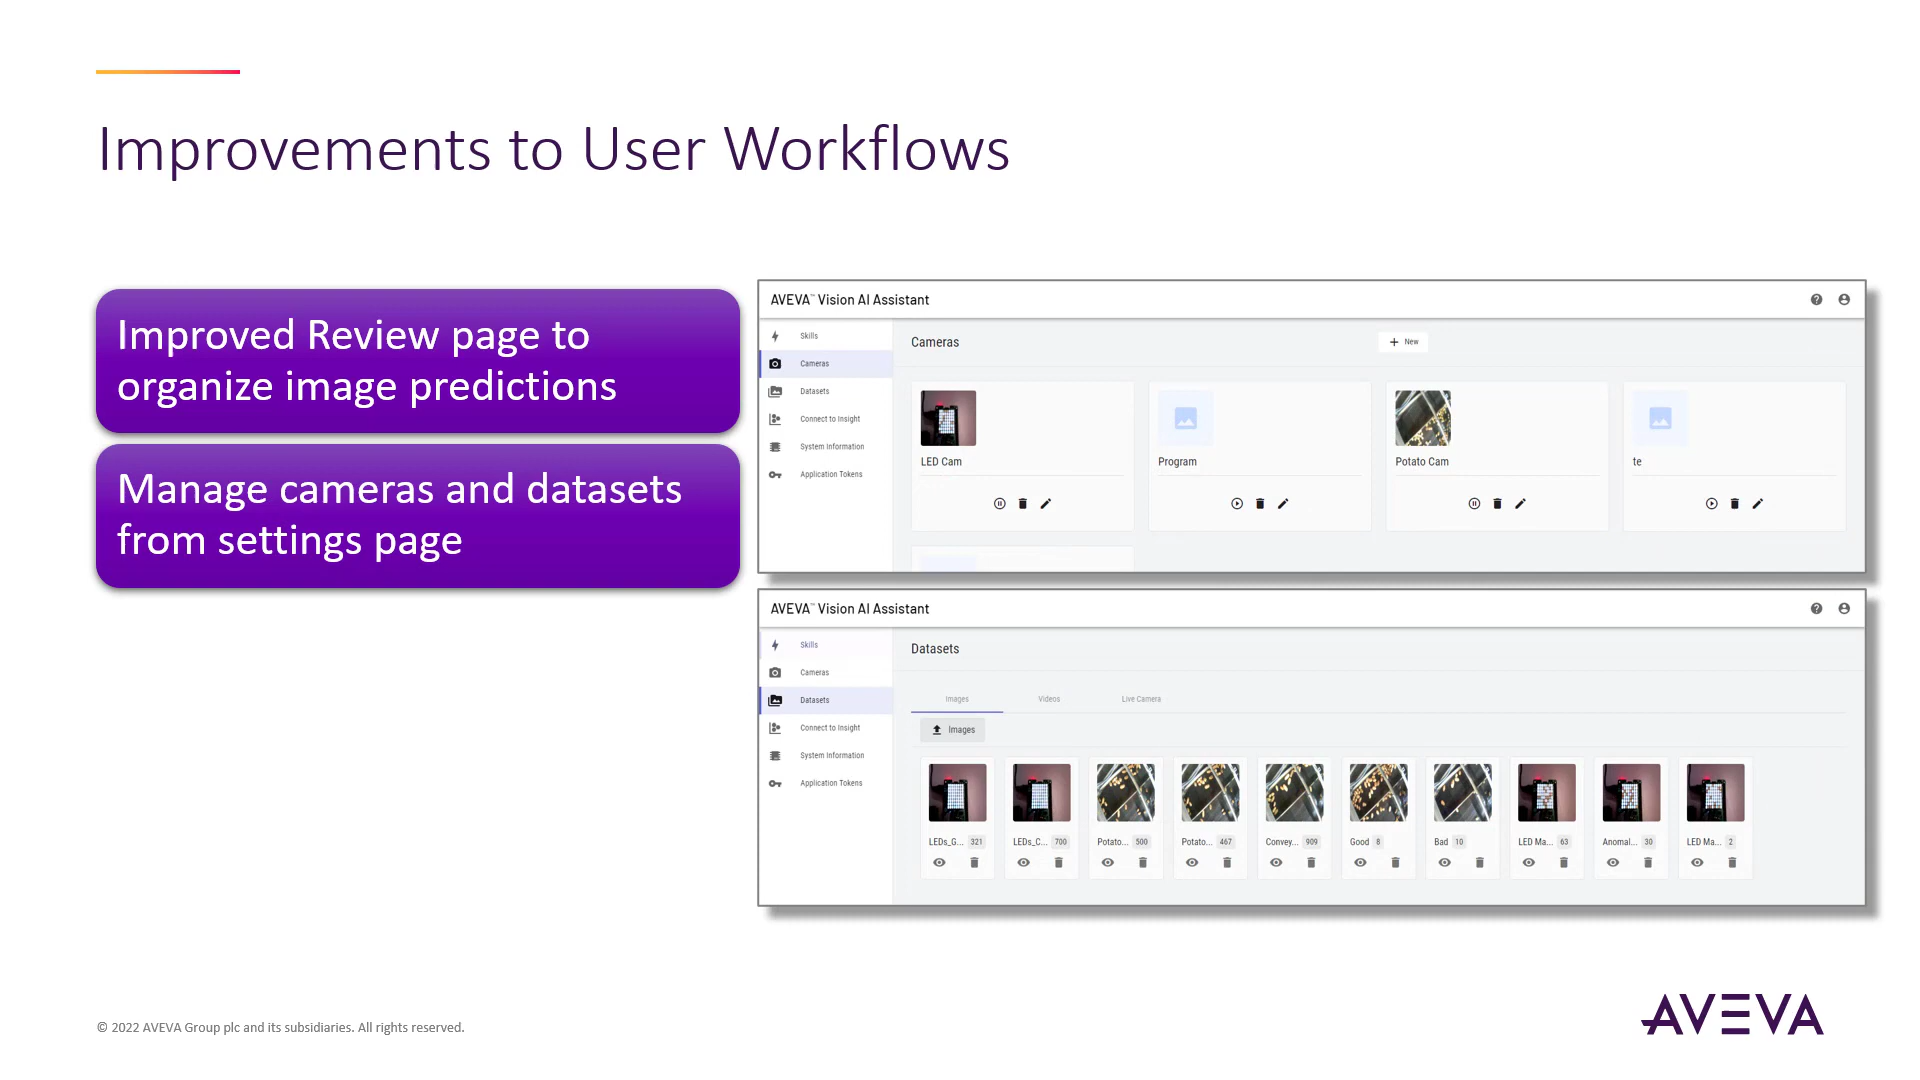 Improvements to User Workflows
Improved Review page to
organize image predictions
Manage cameras and datasets
from settings page
AVEVA™ Vision AI Assistant
Skills
Cameras
Datasets
Connect to Insight
System Information
Application Tokens
Cameras
+ New
LED Cam
Program
Potato Cam
te
AVEVA™ Vision AI Assistant
Skills
Cameras
Datasets
Connect to Insight
System Information
Application Tokens
Datasets
Images Videos Live Camera
Images
LEDs_G... 321 LEDs_C... 700 Potato... 500 Potato... 467 Convey... 909 Good 8 Bad 10 LED Ma... 63 Anomal... 30 LED Ma... 2
© 2022 AVEVA Group plc and its subsidiaries. All rights reserved.
AVEVA